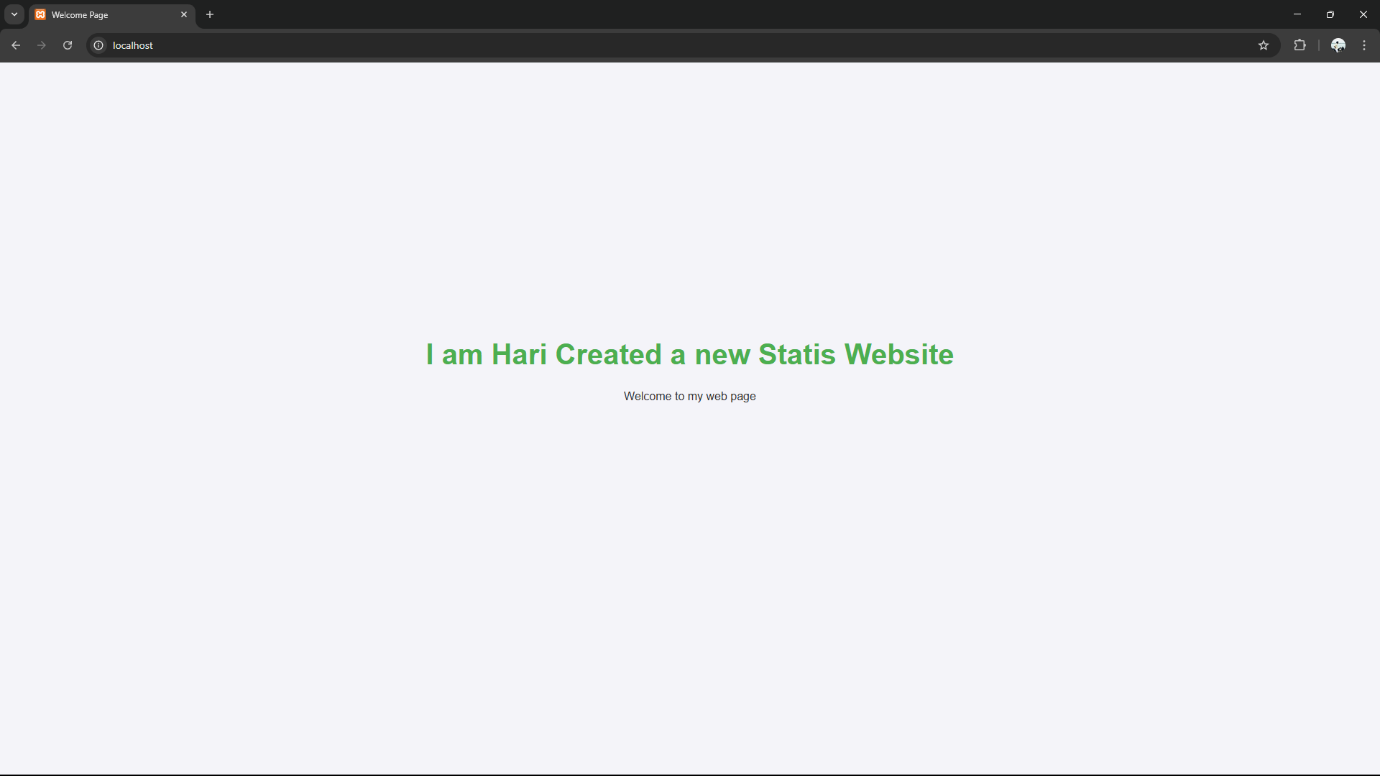 Welcome Page
localhost
I am Hari Created a new Statis Website
Welcome to my web page